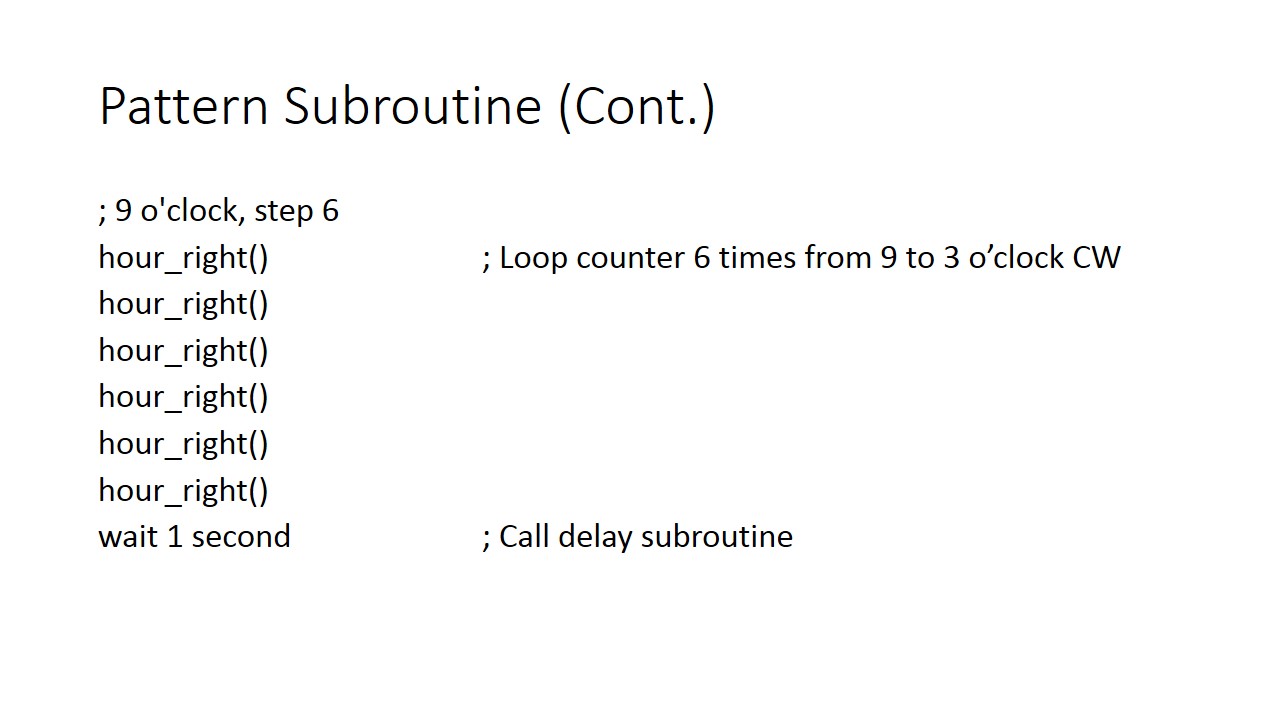 Pattern Subroutine (Cont.)
; 9 o'clock, step 6
hour_right() ; Loop counter 6 times from 9 to 3 o’clock CW
hour_right()
hour_right()
hour_right()
hour_right()
hour_right()
wait 1 second ; Call delay subroutine